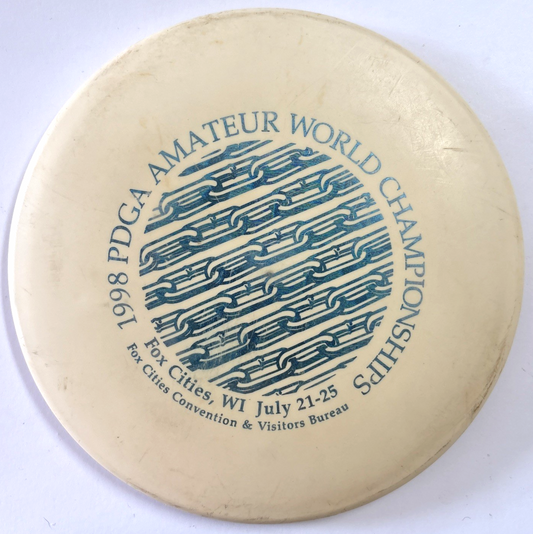 1998 PDGA AMATEUR WORLD CHAMPIONSHIPS
Fox Cities, WI July 21-25
Fox Cities Convention & Visitors Bureau